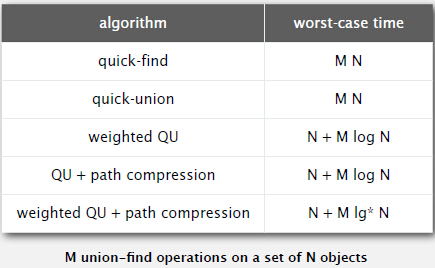 algorithm worst-case time
quick-find M N
quick-union M N
weighted QU N + M log N
QU + path compression N + M log N
weighted QU + path compression N + M lg* N
M union-find operations on a set of N objects